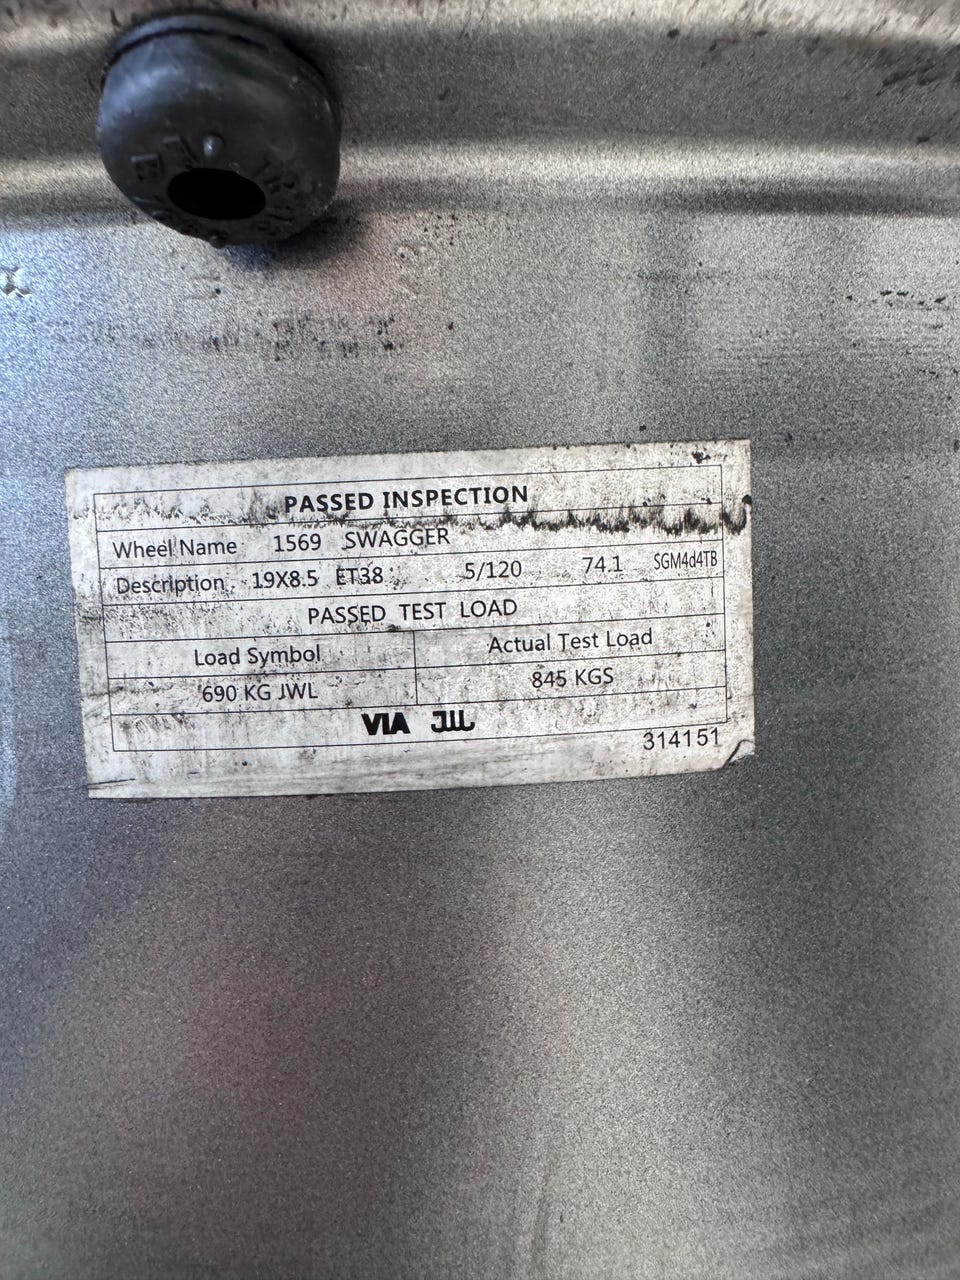 PASSED INSPECTION
Wheel Name 1569 SWAGGER
Description 19X8.5 ET38 5/120 74.1 SGM4d4TB
PASSED TEST LOAD
Load Symbol Actual Test Load
690 KG JWL 845 KGS
VIA JWL
314151